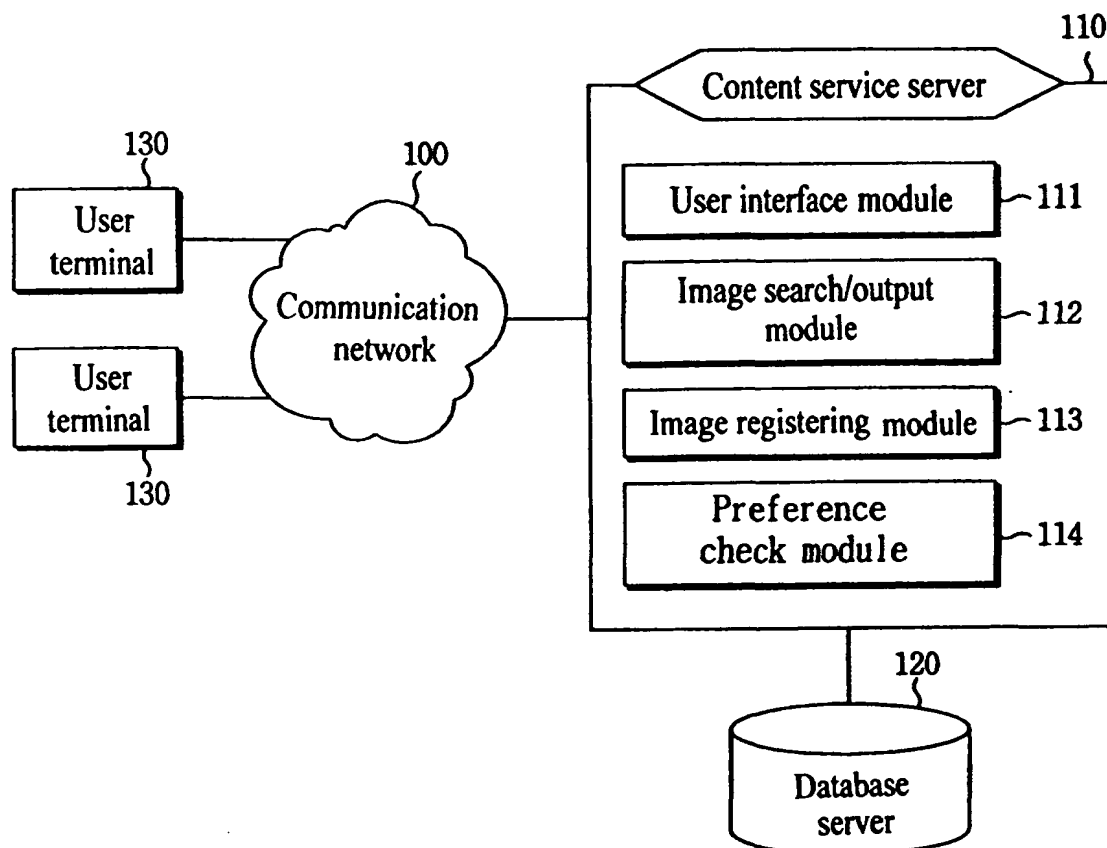 110
Content service server
130
User
terminal
100
Communication
network
User
terminal
130
User interface module
111
Image search/output
module
112
Image registering module
113
Preference
check module
114
120
Database
server